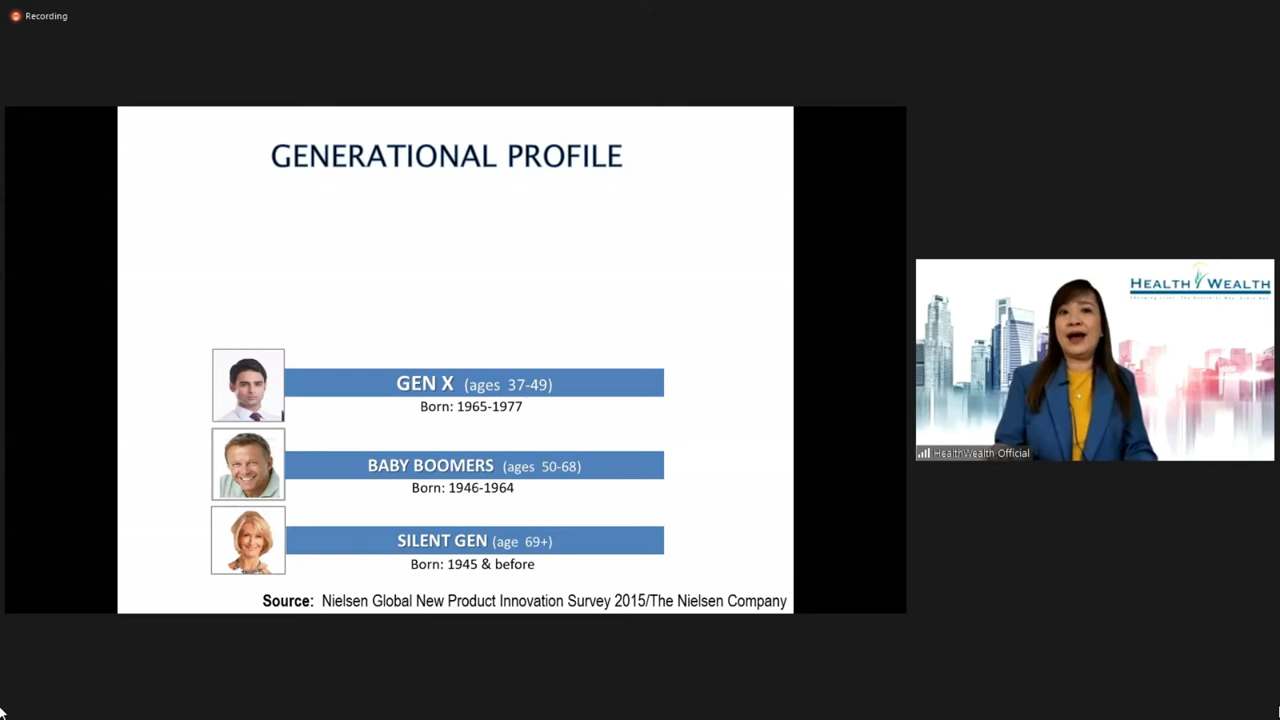 Recording
GENERATIONAL PROFILE
GEN X (ages 37-49)
Born: 1965-1977
BABY BOOMERS (ages 50-68)
Born: 1946-1964
SILENT GEN (age 69+)
Born: 1945 & before
Source: Nielsen Global New Product Innovation Survey 2015/The Nielsen Company
HEALTH WEALTH
HealthWealth Official